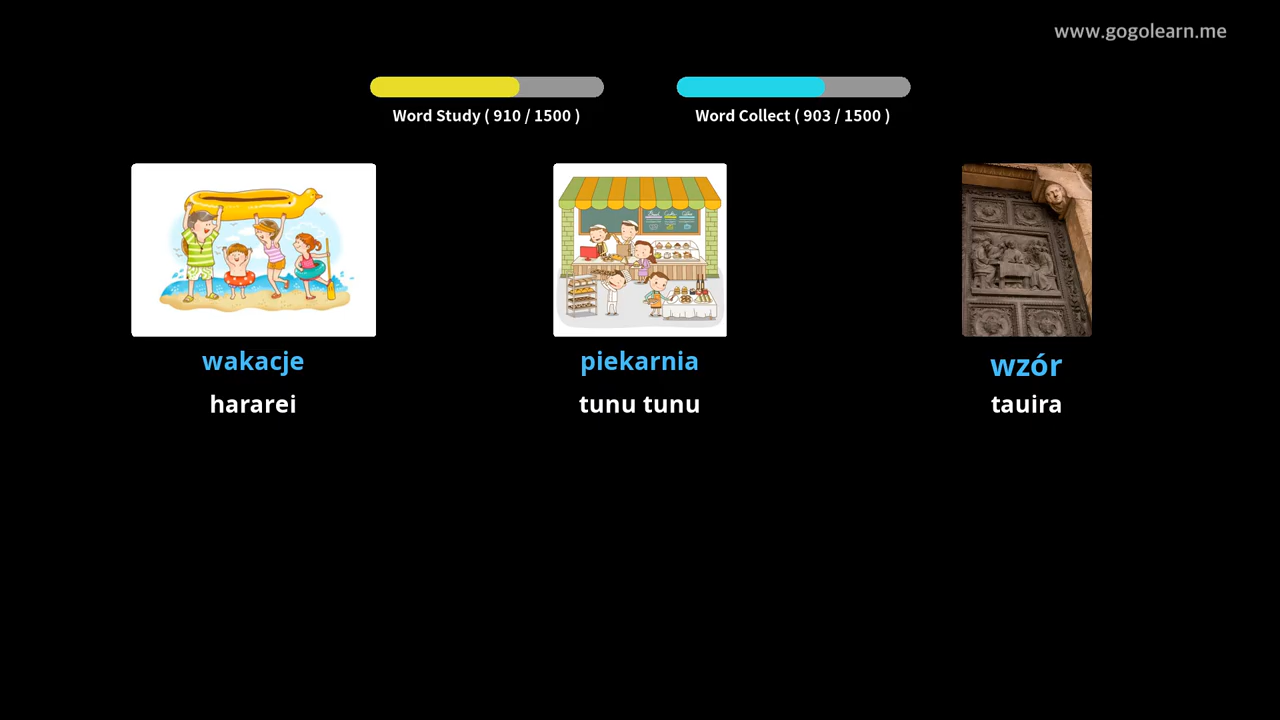 www.gogolearn.me
Word Study ( 910 / 1500 )
Word Collect ( 903 / 1500 )
wakacje
piekarnia
wzór
hararei
tunu tunu
tauira